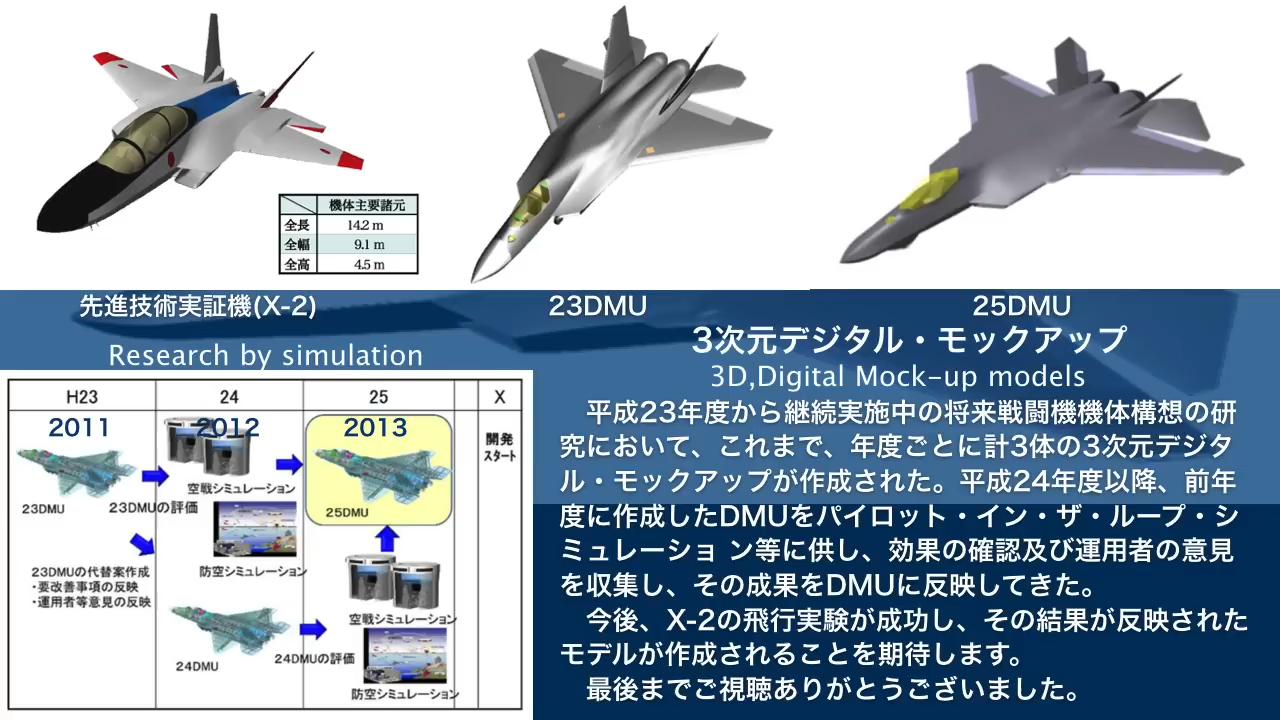 機体主要諸元
全長 14.2 m
全幅 9.1 m
全高 4.5 m
先進技術実証機(X-2)
23DMU
25DMU
3次元デジタル・モックアップ
3D,Digital Mock-up models
Research by simulation
H23 24 25 X
2011 2012 2013
開発
スタート
空戦シミュレーション
23DMU
23DMUの評価
25DMU
防空シミュレーション
23DMUの代替案作成
・要改善事項の反映
・運用者等意見の反映
空戦シミュレーション
24DMU
24DMUの評価
防空シミュレーション
平成23年度から継続実施中の将来戦闘機機体構想の研
究において、これまで、年度ごとに計3体の3次元デジタ
ル・モックアップが作成された。平成24年度以降、前年
度に作成したDMUをパイロット・イン・ザ・ループ・シ
ミュレーショ ン等に供し、効果の確認及び運用者の意見
を収集し、その成果をDMUに反映してきた。
今後、X-2の飛行実験が成功し、その結果が反映された
モデルが作成されることを期待します。
最後までご視聴ありがとうございました。